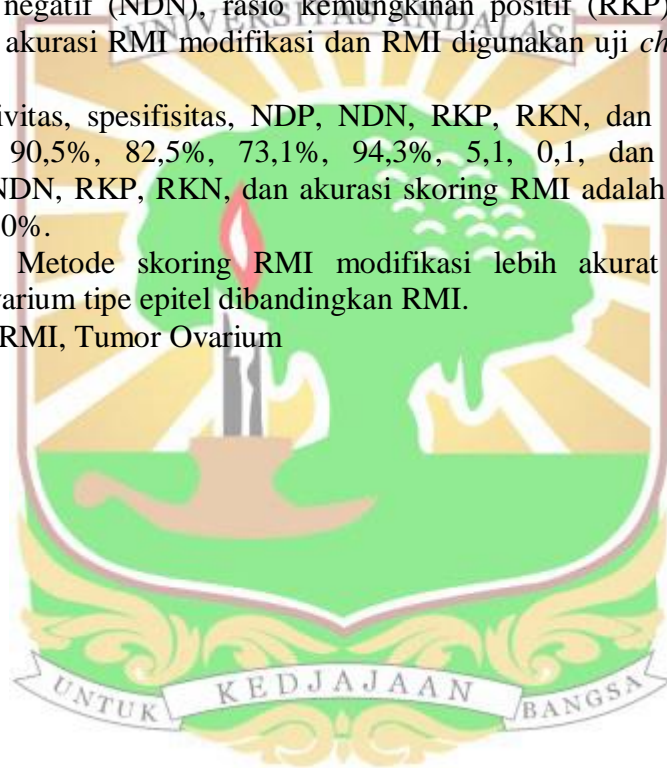 negatif (NDN), rasio kemungkinan positif (RKP)
UNIVERSITAS ANDALAS
akurasi RMI modifikasi dan RMI digunakan uji ch
ivitas, spesifisitas, NDP, NDN, RKP, RKN, dan
90,5%, 82,5%, 73,1%, 94,3%, 5,1, 0,1, dan
NDN, RKP, RKN, dan akurasi skoring RMI adalah
0%.
Metode skoring RMI modifikasi lebih akurat
varium tipe epitel dibandingkan RMI.
RMI, Tumor Ovarium
UNTUK KEDJAJAAN BANGSA